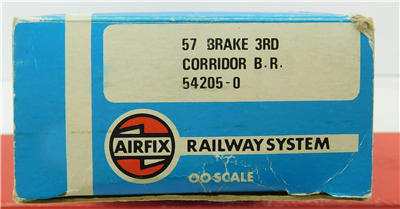 57 BRAKE 3RD
CORRIDOR B.R.
54205-0
AIRFIX RAILWAY SYSTEM
OO SCALE